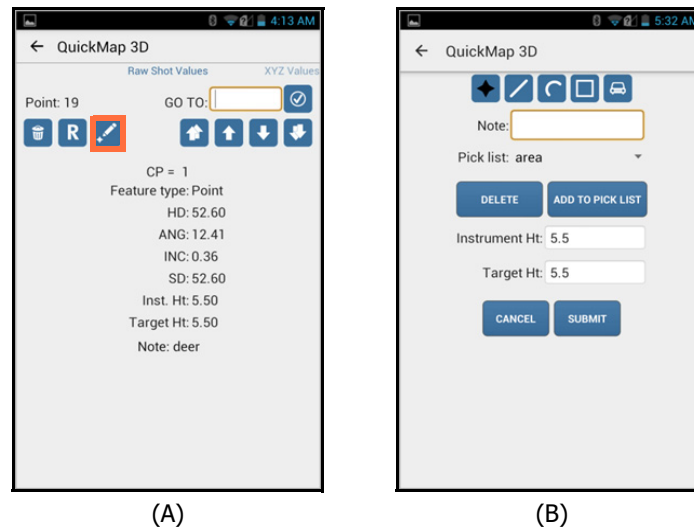 4:13 AM
QuickMap 3D
Raw Shot Values XYZ Values
Point: 19 GO TO:
R
CP = 1
Feature type: Point
HD: 52.60
ANG: 12.41
INC: 0.36
SD: 52.60
Inst. Ht: 5.50
Target Ht: 5.50
Note: deer
(A)
5:32 AM
QuickMap 3D
Note:
Pick list: area
DELETE ADD TO PICK LIST
Instrument Ht: 5.5
Target Ht: 5.5
CANCEL SUBMIT
(B)